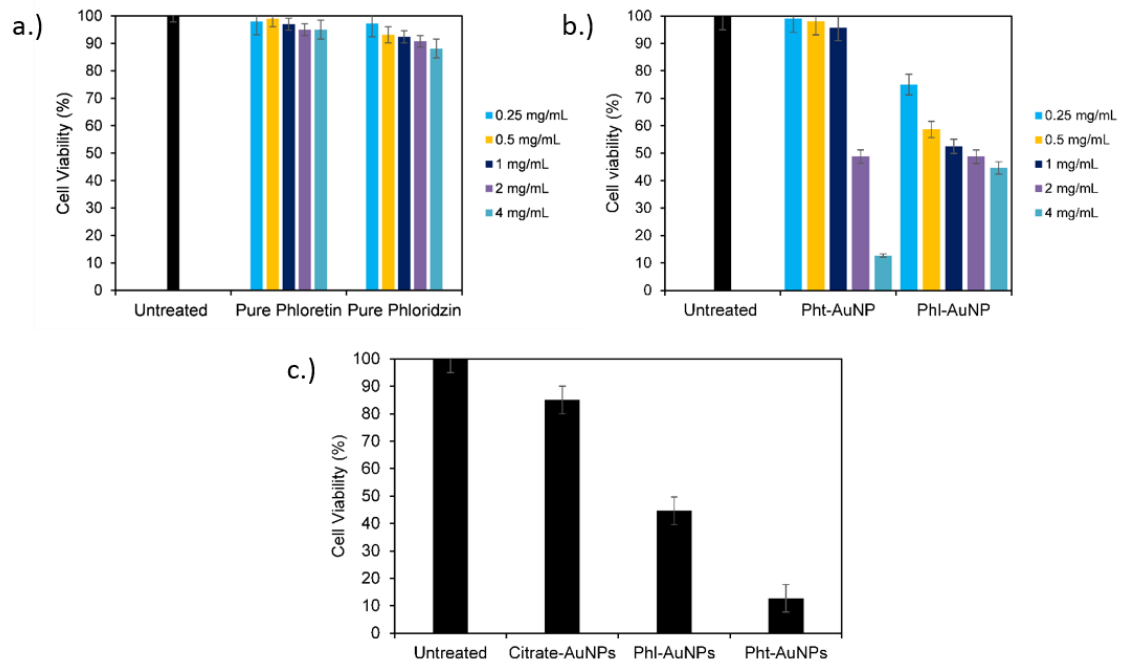 a.)
Cell Viability (%)
100
90
80
70
60
50
40
30
20
10
0
Untreated
Pure Phloretin
Pure Phloridzin
0.25 mg/mL
0.5 mg/mL
1 mg/mL
2 mg/mL
4 mg/mL
b.)
Cell viability (%)
100
90
80
70
60
50
40
30
20
10
0
Untreated
Pht-AuNP
Phl-AuNP
0.25 mg/mL
0.5 mg/mL
1 mg/mL
2 mg/mL
4 mg/mL
c.)
Cell Viability (%)
100
90
80
70
60
50
40
30
20
10
0
Untreated
Citrate-AuNPs
Phl-AuNPs
Pht-AuNPs